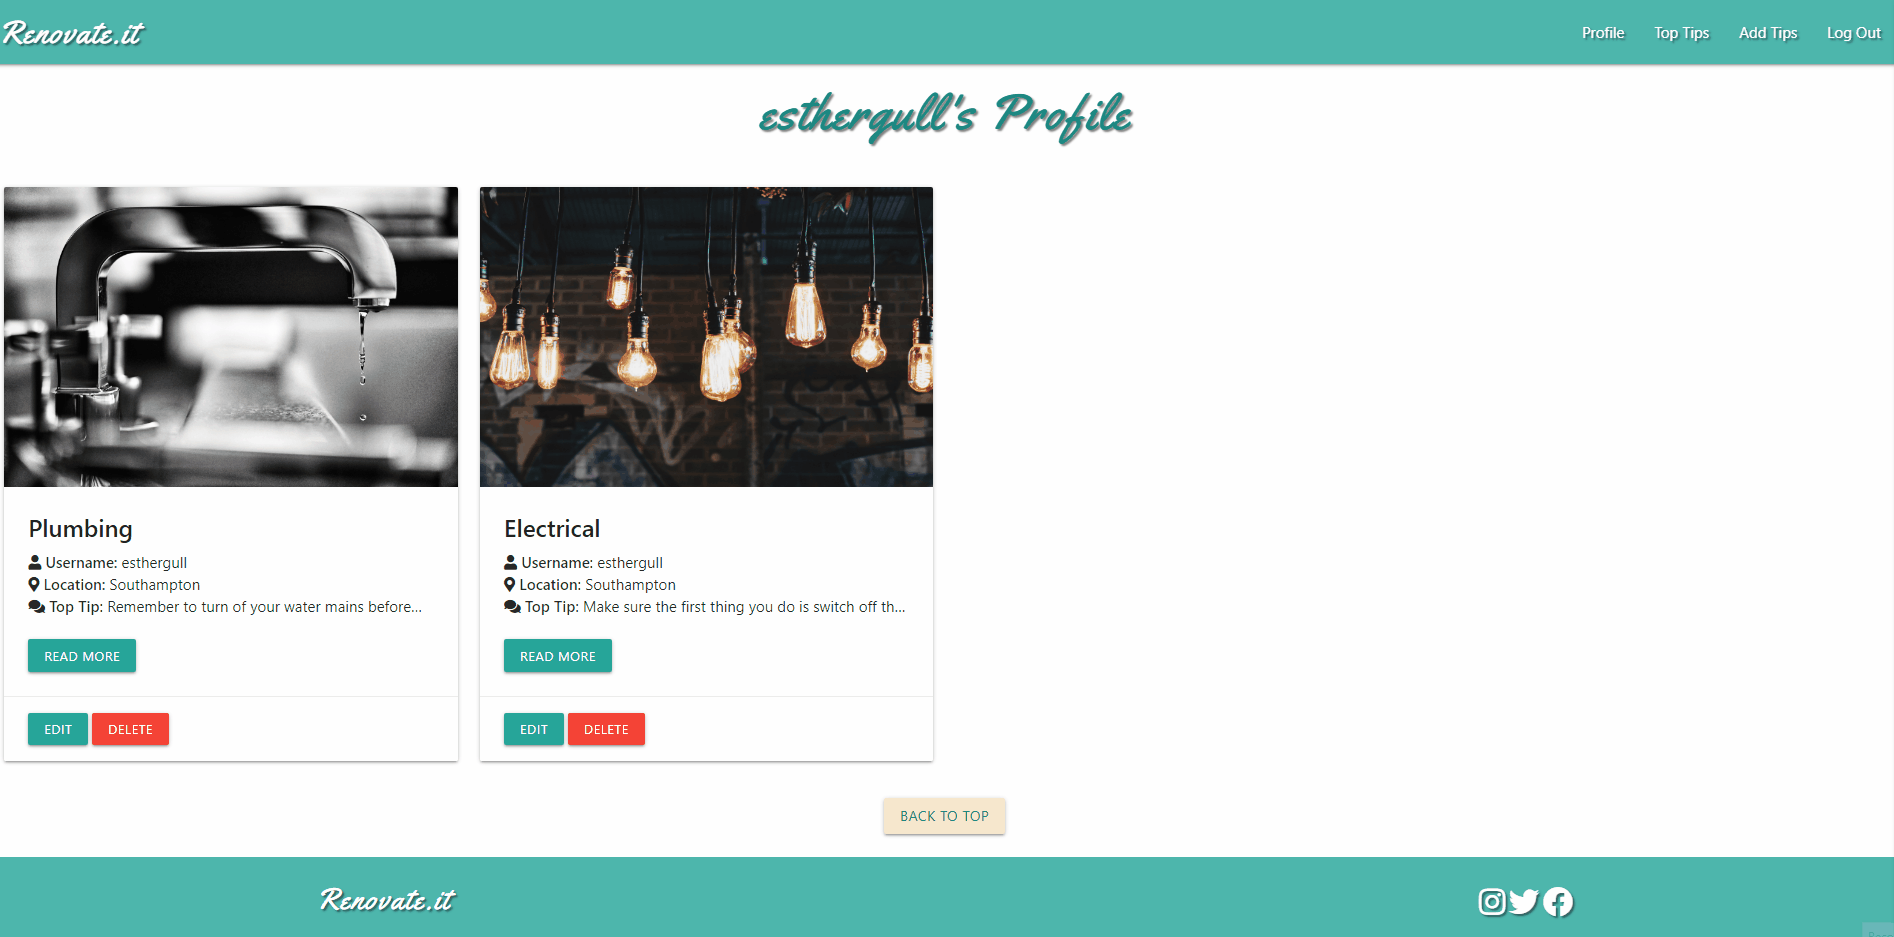 Renovate.it
Profile Top Tips Add Tips Log Out
esthergull's Profile
Plumbing
Username: esthergull
Location: Southampton
Top Tip: Remember to turn of your water mains before...
READ MORE
EDIT DELETE
Electrical
Username: esthergull
Location: Southampton
Top Tip: Make sure the first thing you do is switch off th...
READ MORE
EDIT DELETE
BACK TO TOP
Renovate.it